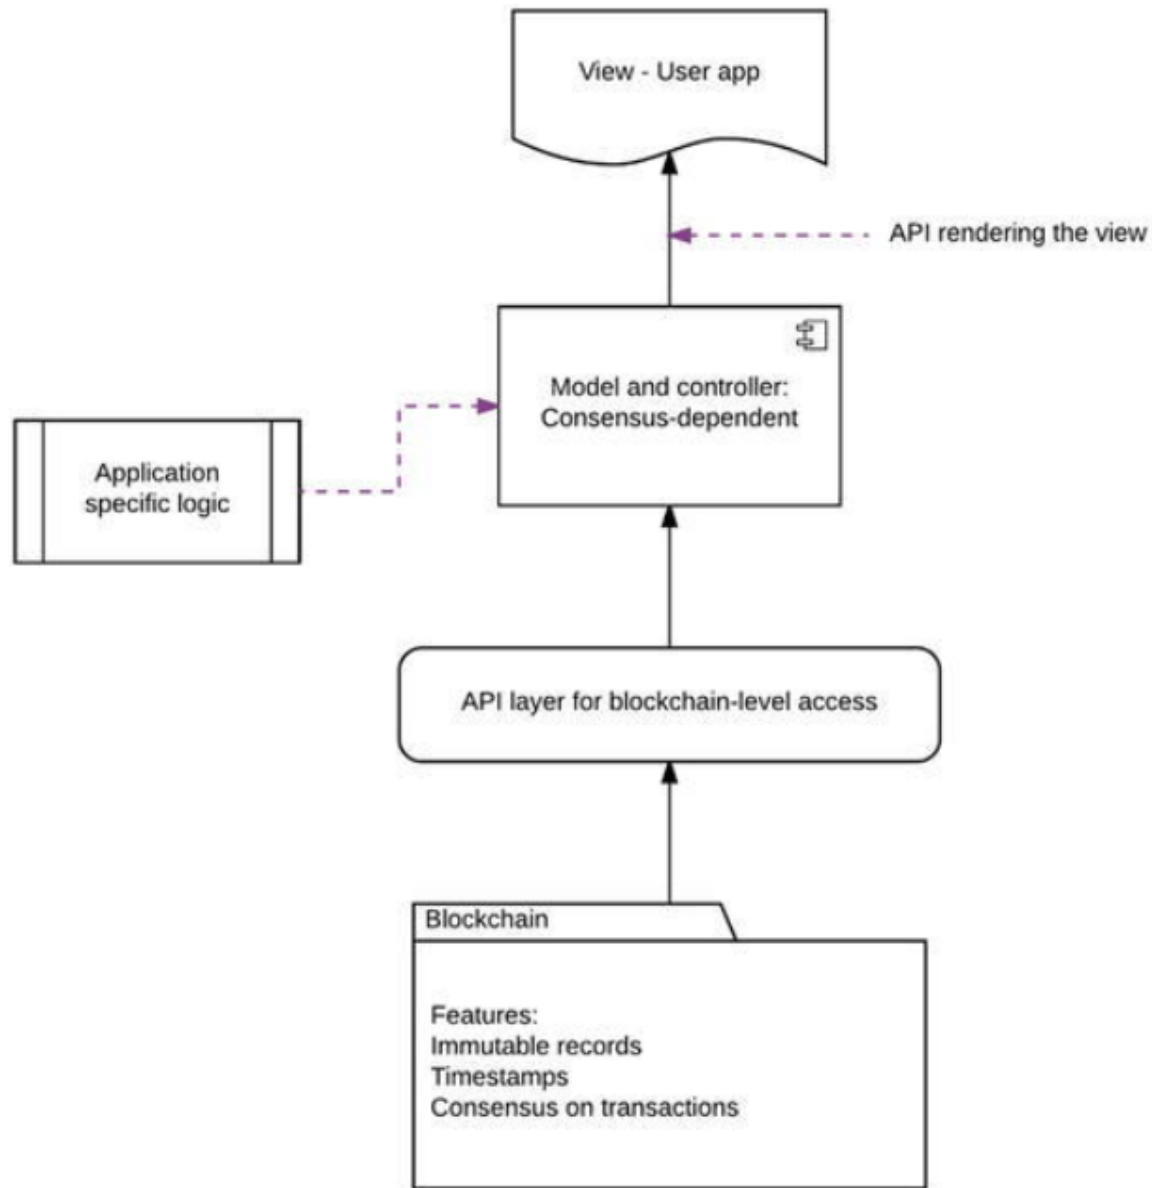 View - User app
API rendering the view
Model and controller:
Consensus-dependent
Application
specific logic
API layer for blockchain-level access
Blockchain
Features:
Immutable records
Timestamps
Consensus on transactions